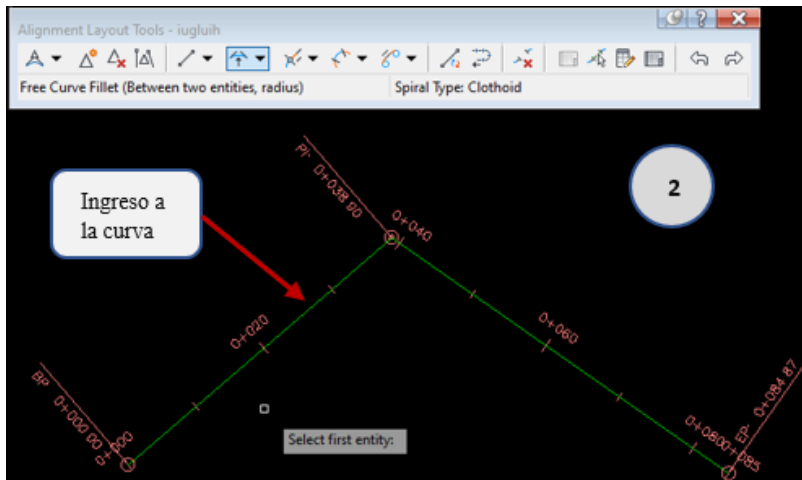 Alignment Layout Tools - iugluih
Free Curve Fillet (Between two entities, radius)
Spiral Type: Clothoid
Ingreso a
la curva
2
PI: 0+038.90
0+040
0+020
0+060
BP: 0+000.00
0+000
EP: 0+084.87
0+080
0+085
Select first entity: